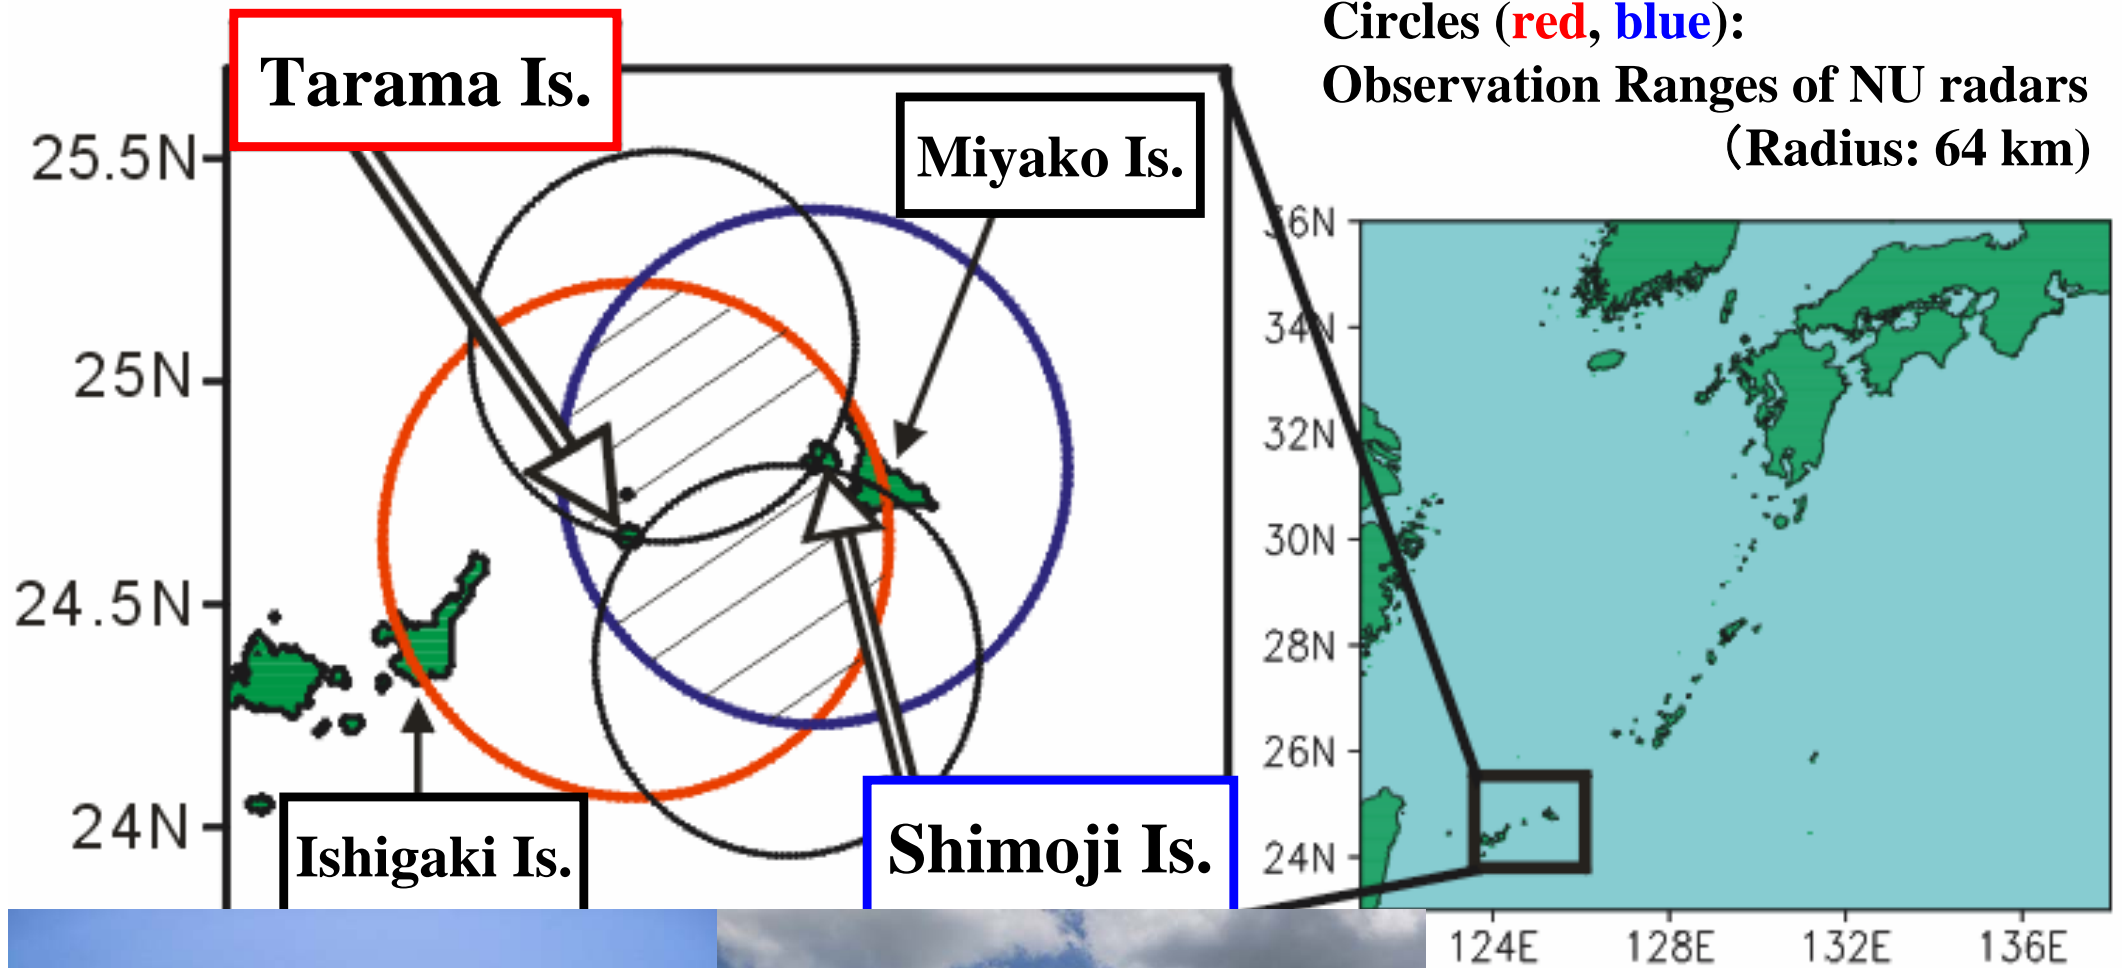 Circles (red, blue):
Observation Ranges of NU radars
（Radius: 64 km)
Tarama Is.
Miyako Is.
25.5N
25N
24.5N
24N
Ishigaki Is.
Shimoji Is.
36N
34N
32N
30N
28N
26N
24N
124E 128E 132E 136E